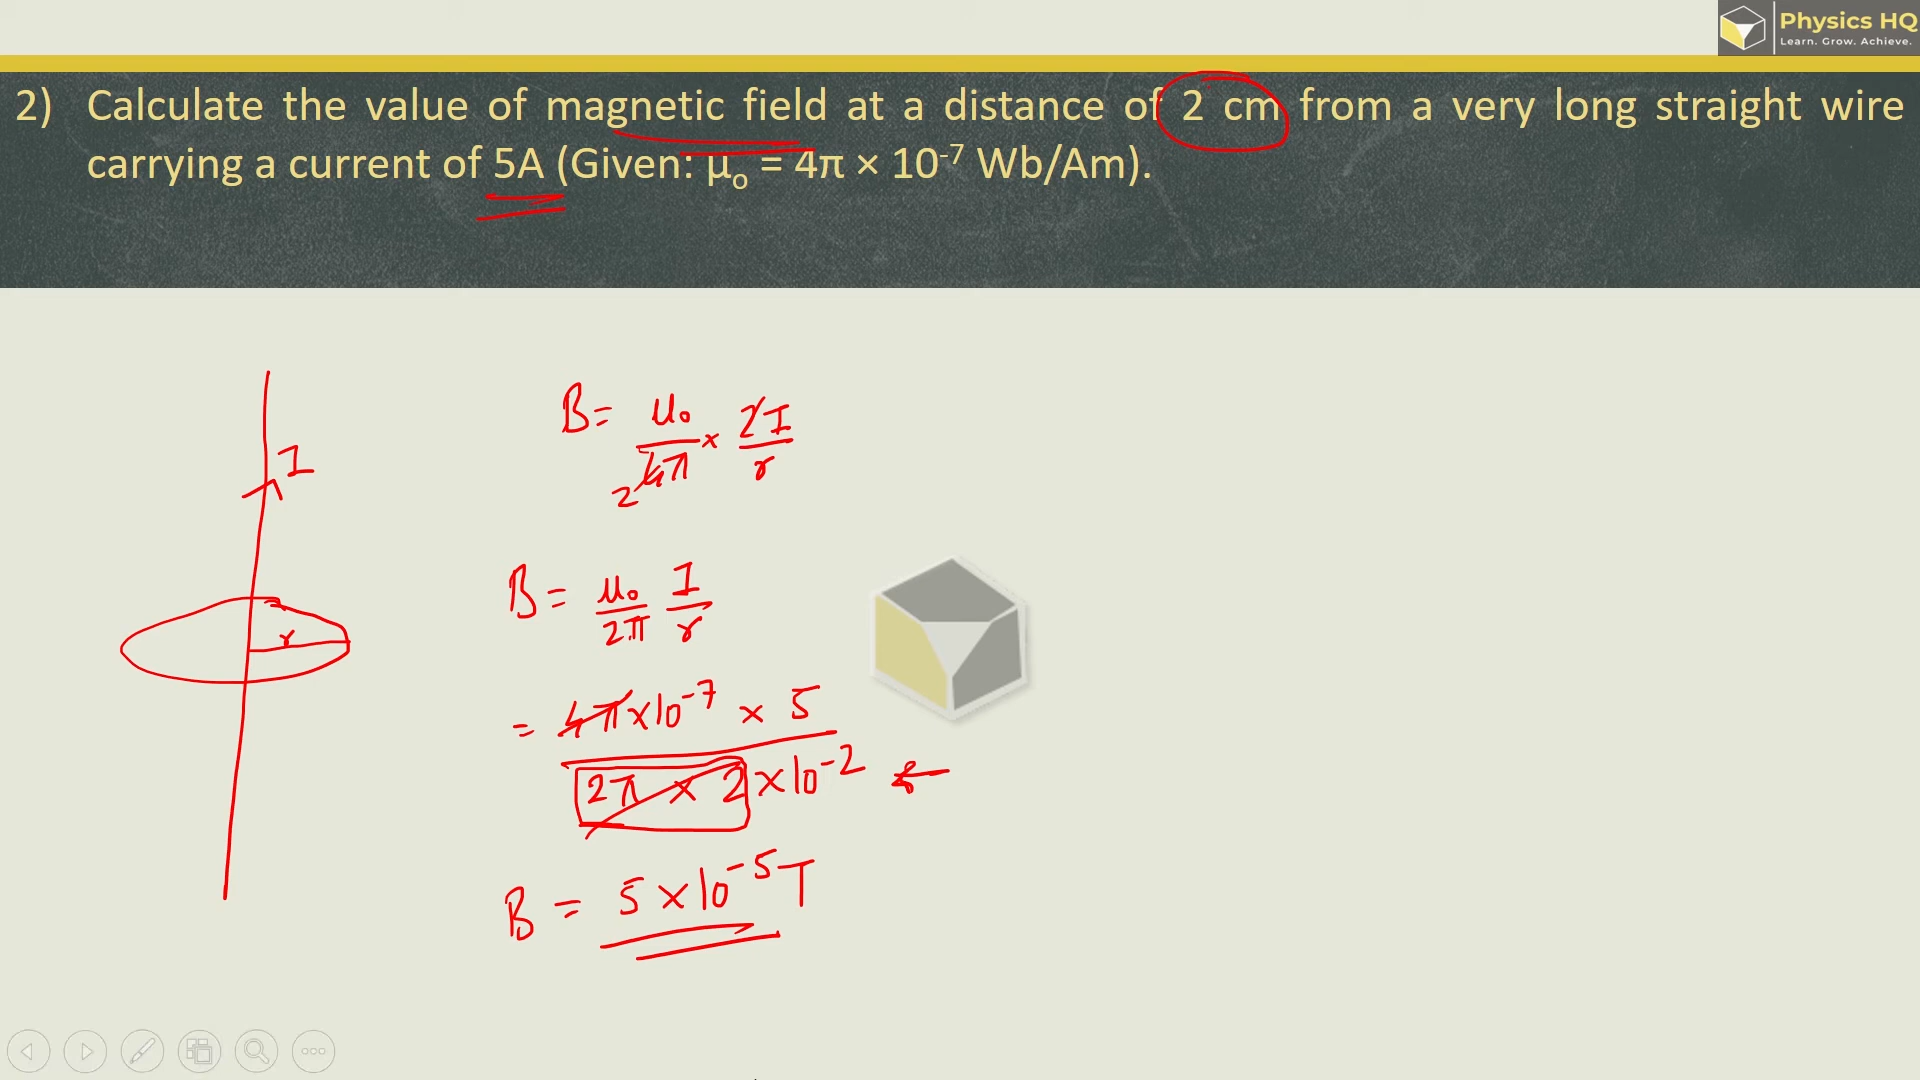 Physics HQ
Learn. Grow. Achieve.
2) Calculate the value of magnetic field at a distance of 2 cm from a very long straight wire
carrying a current of 5A (Given: μₒ = 4π × 10⁻⁷ Wb/Am).
I
r
B = μ₀/4π × 2I/r
2
B = μ₀/2π I/r
= 4π×10⁻⁷ × 5
2π × 2 ×10⁻²
B = 5 ×10⁻⁵ T